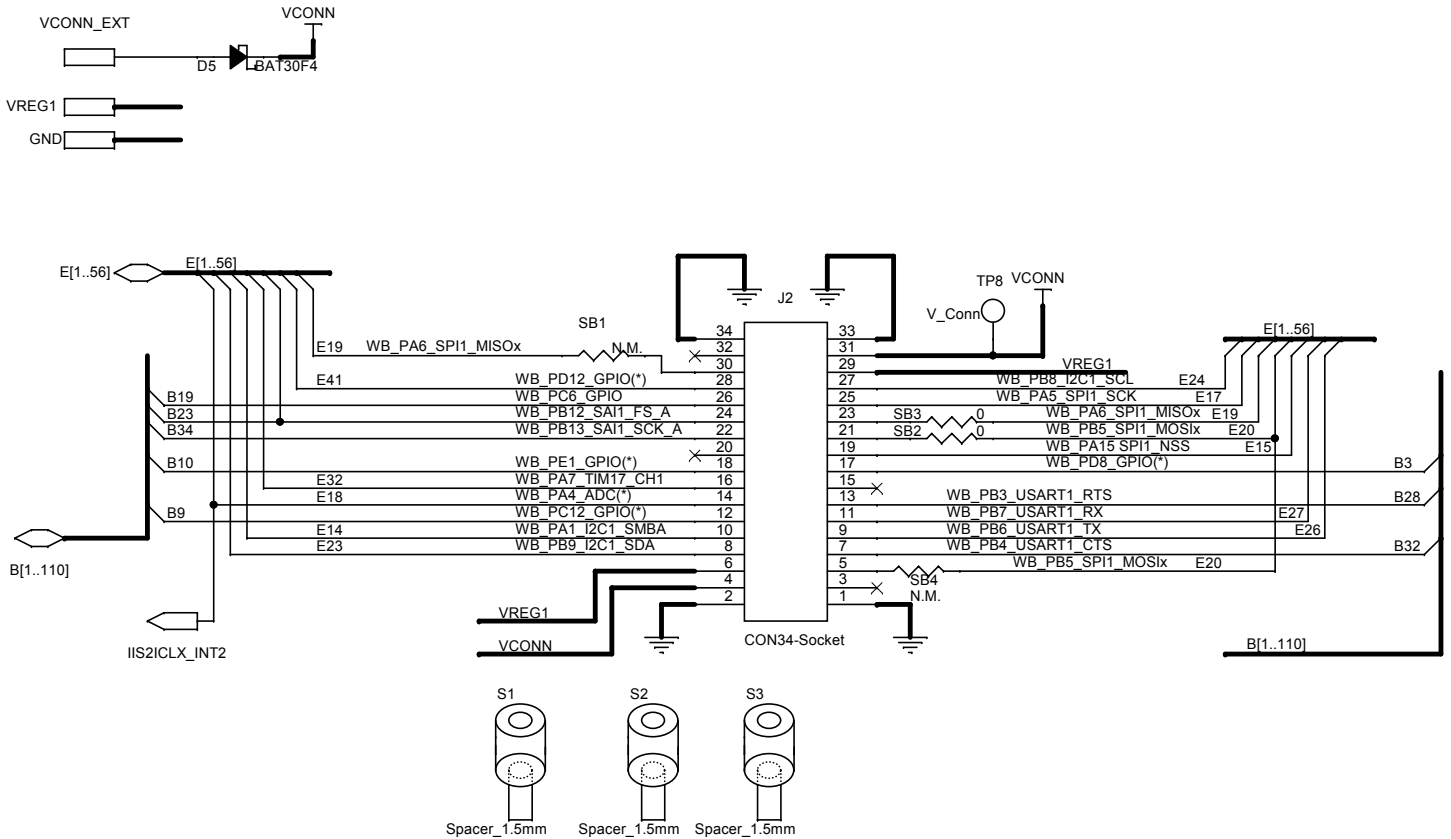 VCONN_EXT
VCONN
D5
BAT30F4
VREG1
GND
E[1..56]
E[1..56]
J2
TP8
VCONN
V_Conn
SB1
N.M.
E19
WB_PA6_SPI1_MISOx
E41
WB_PD12_GPIO(*)
B19
WB_PC6_GPIO
B23
WB_PB12_SAI1_FS_A
B34
WB_PB13_SAI1_SCK_A
B10
WB_PE1_GPIO(*)
E32
WB_PA7_TIM17_CH1
E18
WB_PA4_ADC(*)
B9
WB_PC12_GPIO(*)
E14
WB_PA1_I2C1_SMBA
E23
WB_PB9_I2C1_SDA
B[1..110]
IIS2ICLX_INT2
VREG1
VCONN
34
32
30
28
26
24
22
20
18
16
14
12
10
8
6
4
2
33
31
29
27
25
23
21
19
17
15
13
11
9
7
5
3
1
CON34-Socket
E[1..56]
VREG1
WB_PB8_I2C1_SCL
E24
WB_PA5_SPI1_SCK
E17
SB3
0
WB_PA6_SPI1_MISOx
E19
SB2
0
WB_PB5_SPI1_MOSIx
E20
WB_PA15 SPI1_NSS
E15
WB_PD8_GPIO(*)
B3
WB_PB3_USART1_RTS
B28
WB_PB7_USART1_RX
E27
WB_PB6_USART1_TX
E26
WB_PB4_USART1_CTS
B32
WB_PB5_SPI1_MOSIx
E20
SB4
N.M.
B[1..110]
S1
S2
S3
Spacer_1.5mm
Spacer_1.5mm
Spacer_1.5mm